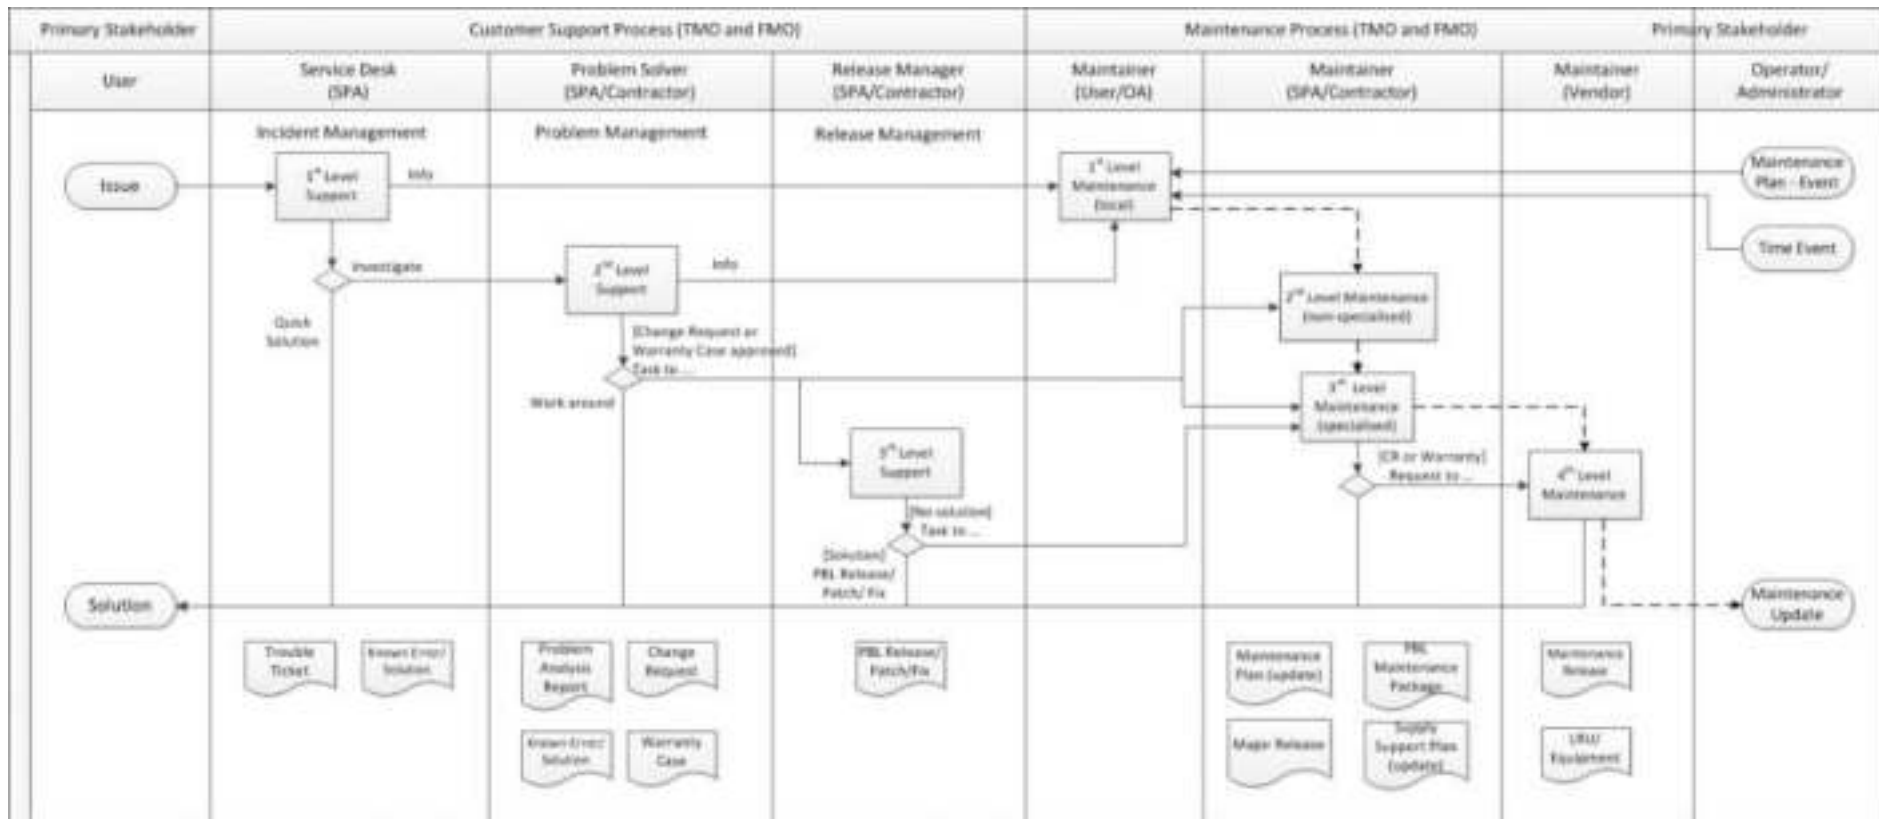 Primary Stakeholder
Customer Support Process (TMO and FMO)
Maintenance Process (TMO and FMO)
Primary Stakeholder
User
Service Desk
(SPA)
Problem Solver
(SPA/Contractor)
Release Manager
(SPA/Contractor)
Maintainer
(User/OA)
Maintainer
(SPA/Contractor)
Maintainer
(Vendor)
Operator/
Administrator
Incident Management
Problem Management
Release Management
Issue
1st Level
Support
Info
1st Level
Maintenance
(local)
Maintenance
Plan - Event
Time Event
Investigate
2nd Level
Support
Info
2nd Level Maintenance
(non-specialised)
Quick
Solution
[Change Request or
Warranty Case approved]
Task to ...
Work around
3rd Level
Maintenance
(specialised)
3rd Level
Support
[CR or Warranty]
Request to ...
4th Level
Maintenance
[No solution]
Task to ...
[Solution]
PBL Release/
Patch/ Fix
Solution
Maintenance
Update
Trouble
Ticket
Known Error/
Solution
Problem
Analysis
Report
Change
Request
PBL Release/
Patch/Fix
Maintenance
Plan (update)
PBL
Maintenance
Package
Maintenance
Release
Known Error/
Solution
Warranty
Case
Major Release
Supply
Support Plan
(update)
LRU/
Equipment